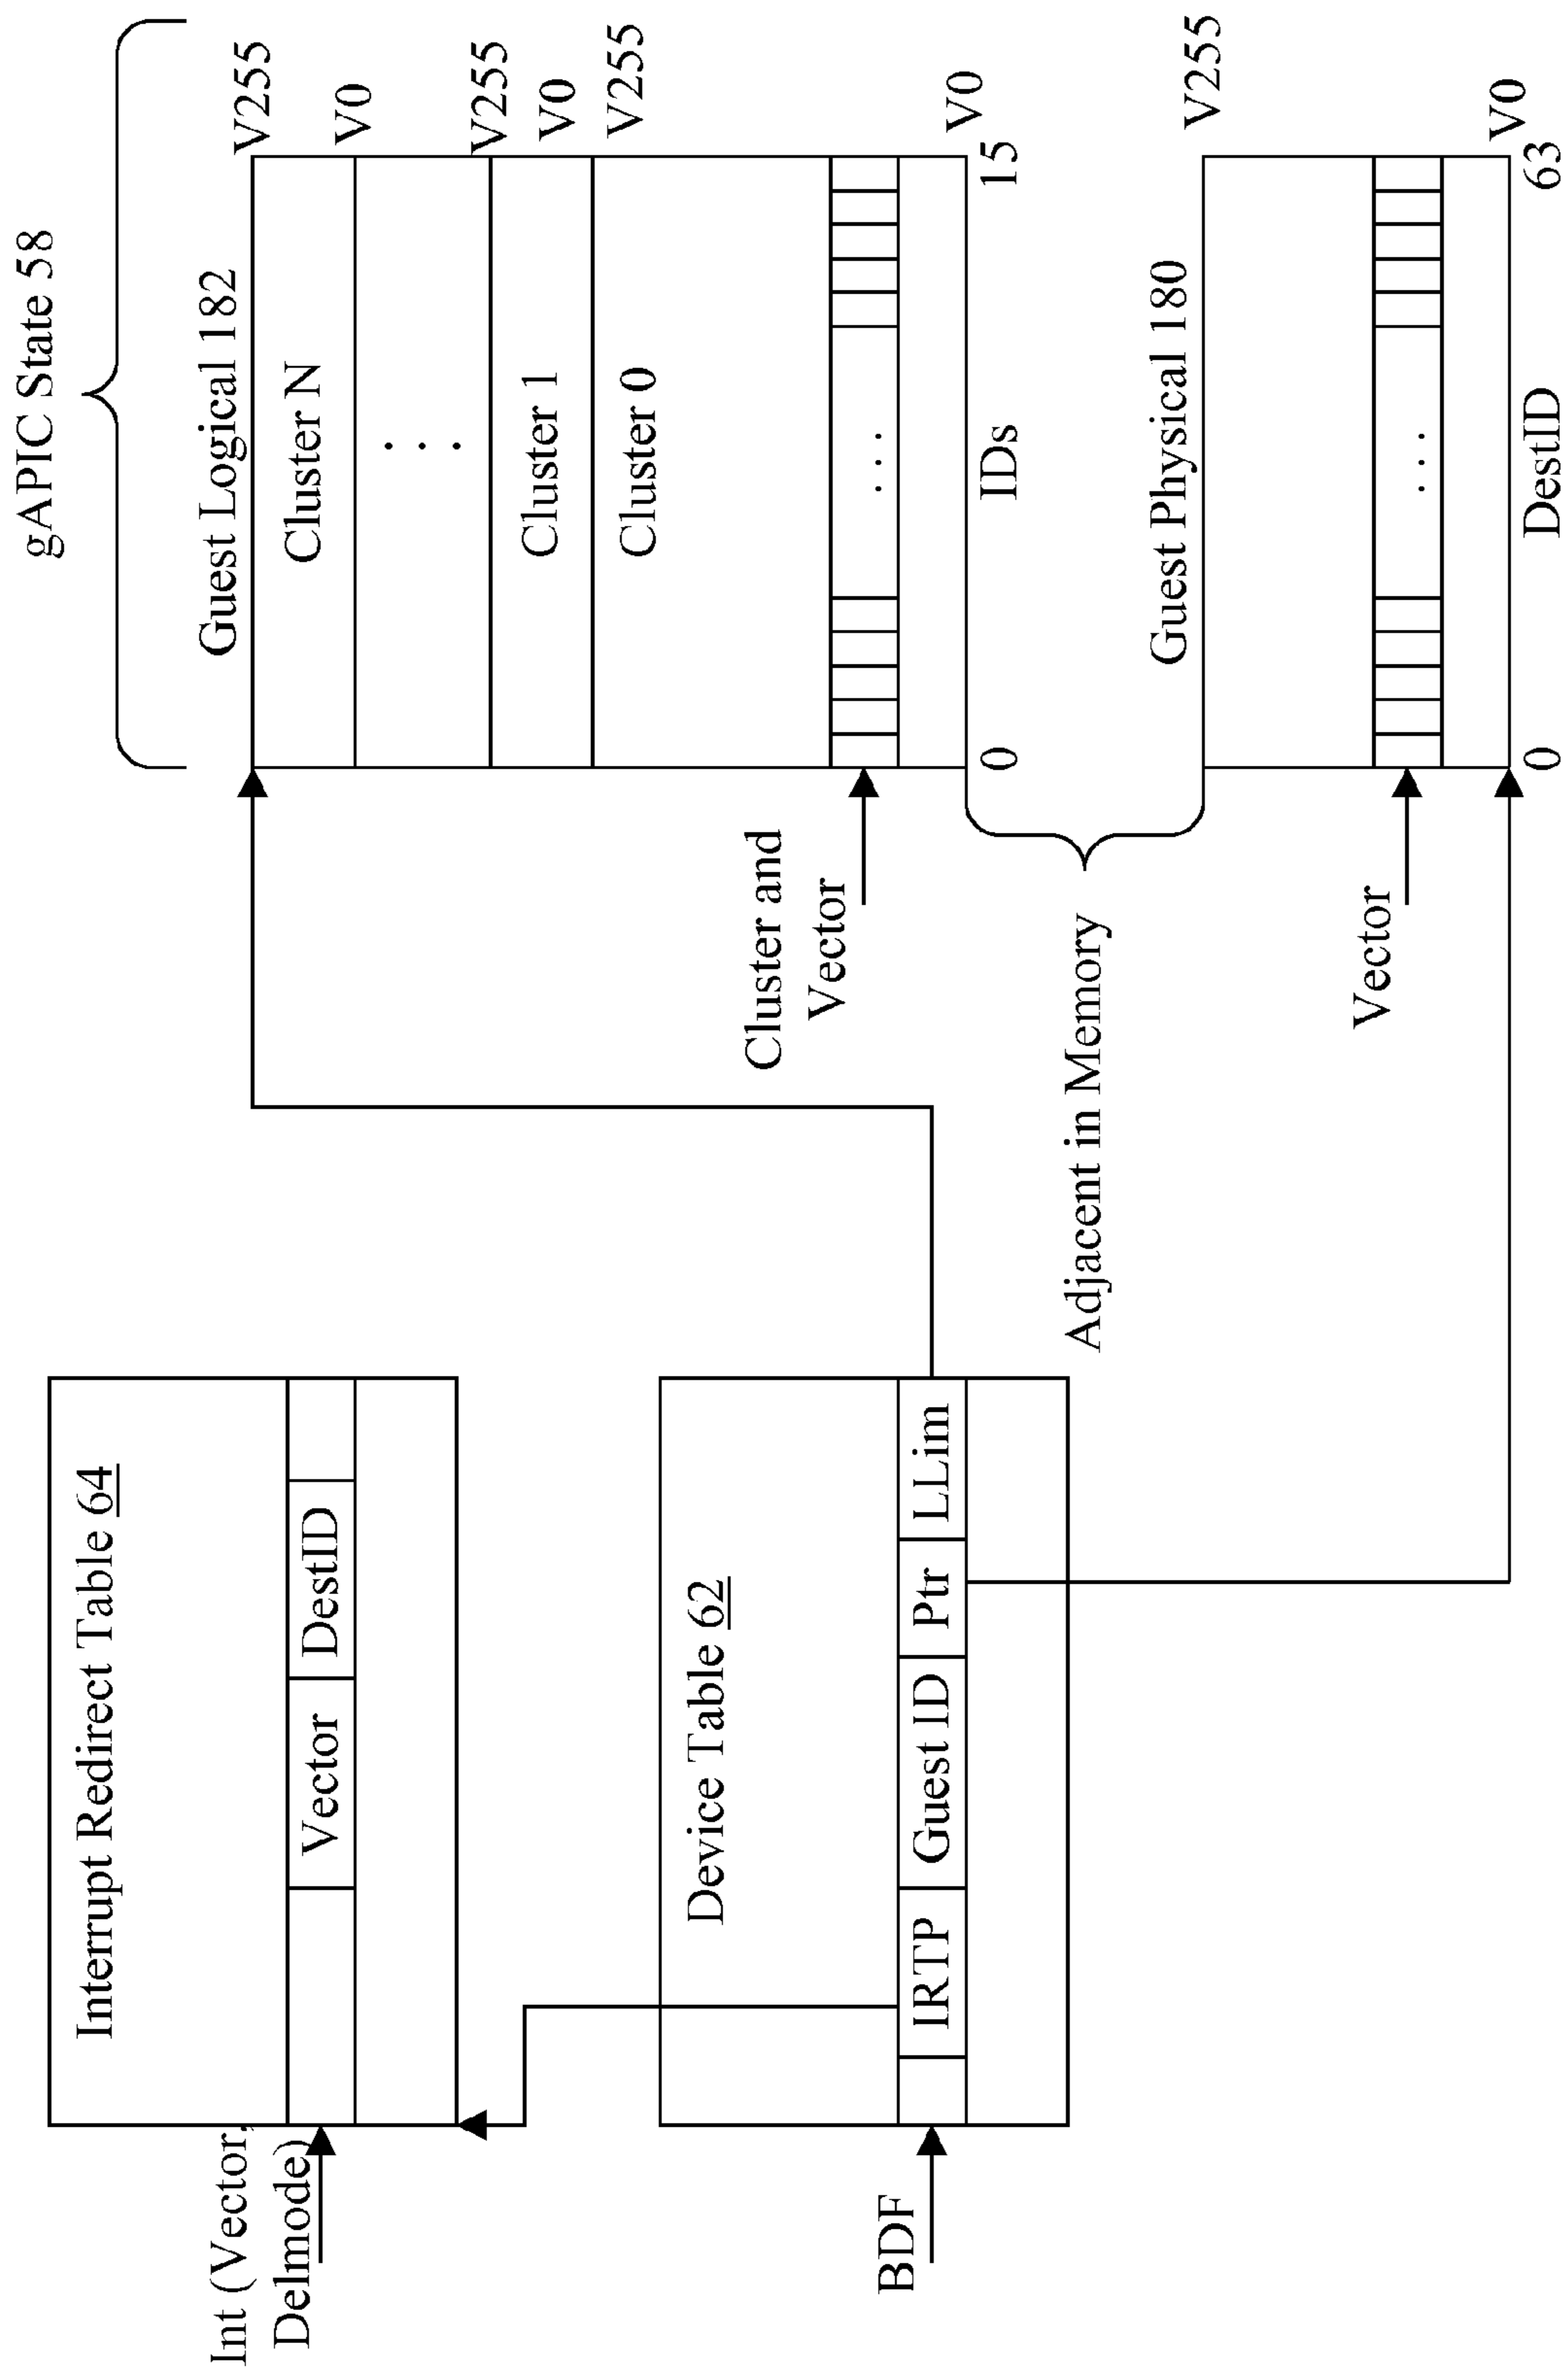 gAPIC State 58
Interrupt Redirect Table 64
Int (Vector,
Delmode)
Vector
DestID
Device Table 62
BDF
IRTP
Guest ID
Ptr
LLim
Guest Logical 182
V255
Cluster N
V0
. . .
V255
Cluster 1
V0
Cluster 0
V255
Cluster and
Vector
. . .
V0
0
IDs
15
Adjacent in Memory
Guest Physical 180
V255
Vector
. . .
V0
0
DestID
63